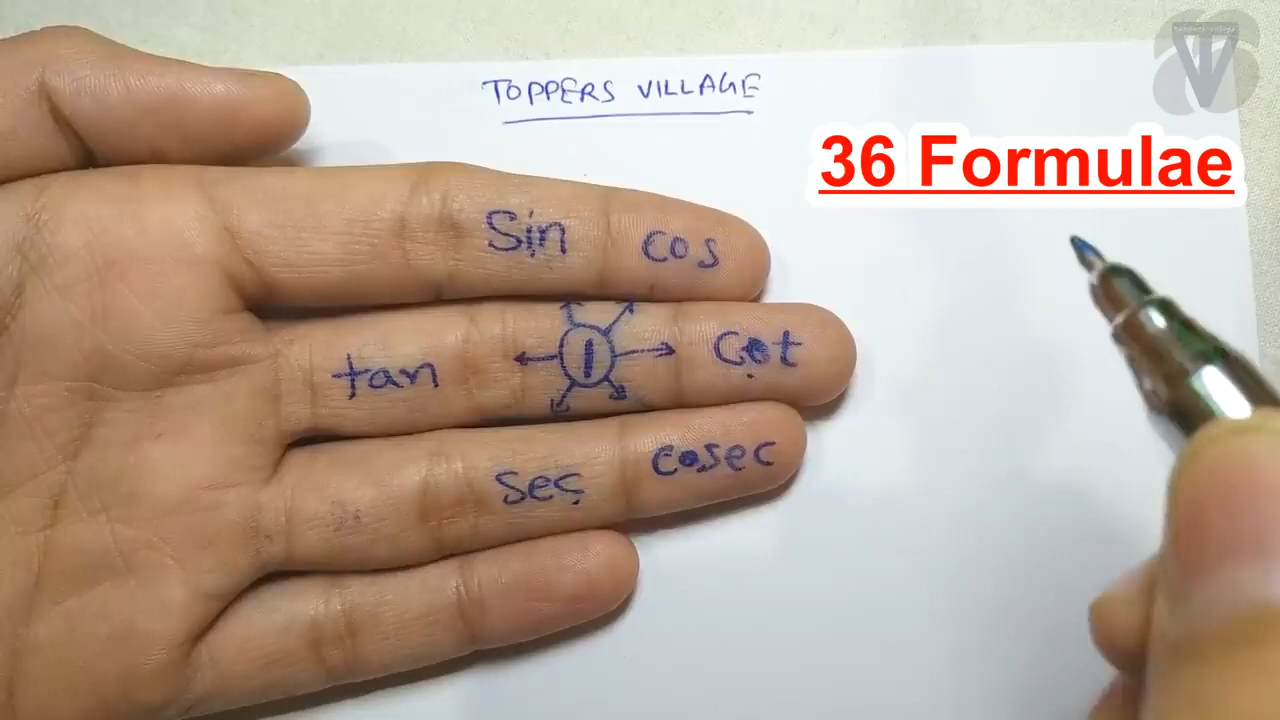 TOPPERS VILLAGE
36 Formulae
Sin cos
tan 1 cot
sec cosec